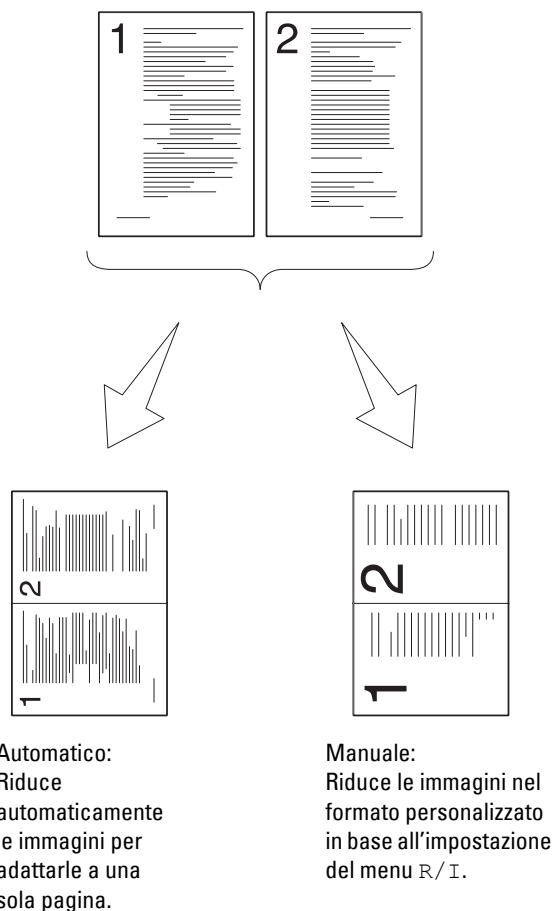 1
2
2
1
2
1
Automatico:
Riduce
automaticamente
e immagini per
adattarle a una
sola pagina.
Manuale:
Riduce le immagini nel
formato personalizzato
in base all'impostazione
del menu R/I.